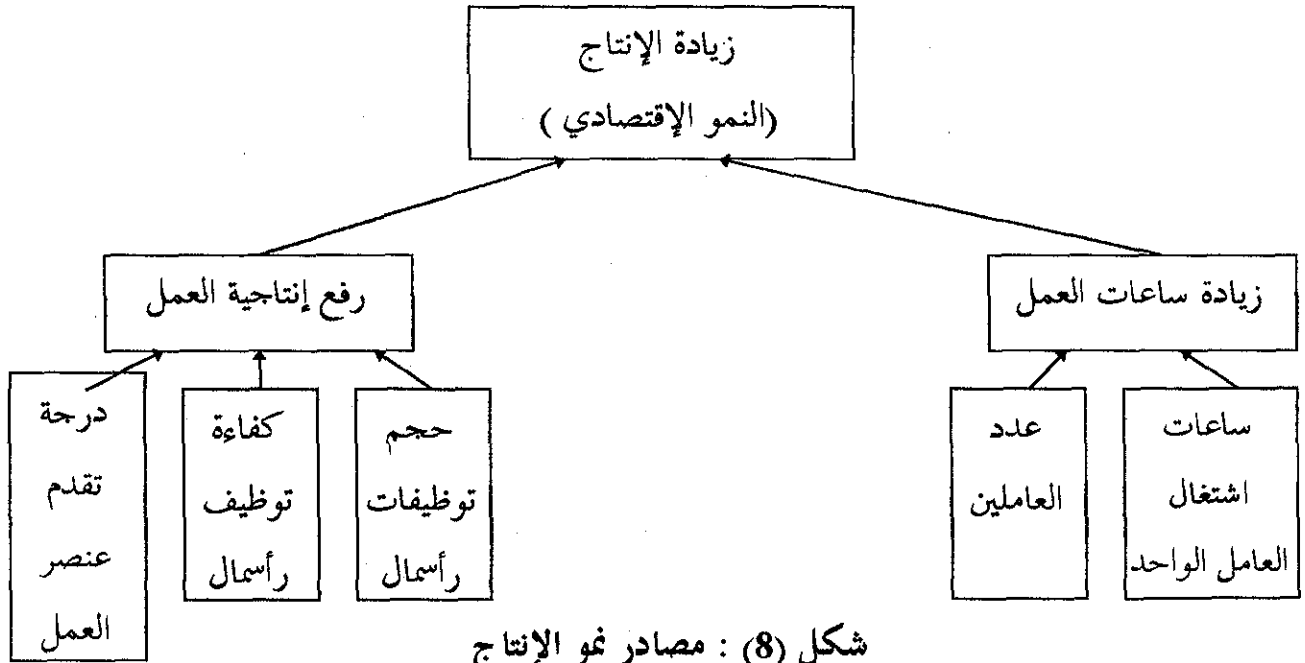 زيادة الإنتاج
(النمو الإقتصادي )
زيادة ساعات العمل
رفع إنتاجية العمل
ساعات
اشتغال
العامل الواحد
عدد
العاملين
حجم
توظيفات
رأسمال
كفاءة
توظيف
رأسمال
درجة
تقدم
عنصر
العمل
شكل (8) : مصادر نمو الإنتاج